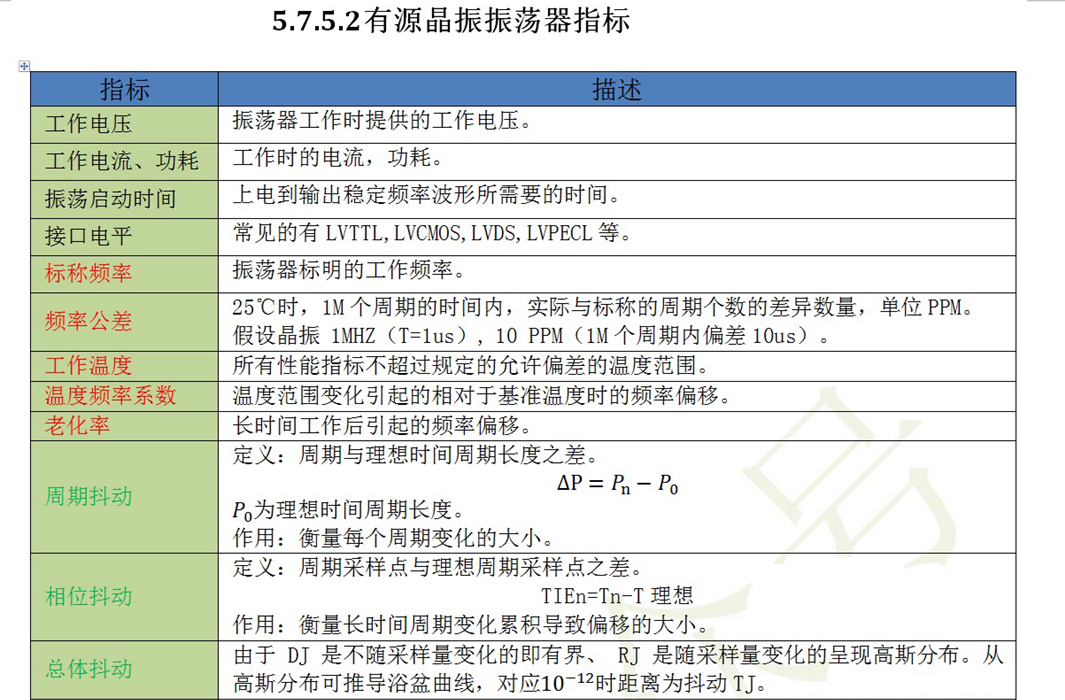 5.7.5.2有源晶振振荡器指标
指标 描述
工作电压 振荡器工作时提供的工作电压。
工作电流、功耗 工作时的电流，功耗。
振荡启动时间 上电到输出稳定频率波形所需要的时间。
接口电平 常见的有 LVTTL,LVCMOS,LVDS,LVPECL 等。
标称频率 振荡器标明的工作频率。
频率公差
25℃时，1M 个周期的时间内，实际与标称的周期个数的差异数量，单位 PPM。
假设晶振 1MHZ（T=1us）, 10 PPM（1M 个周期内偏差 10us）。
工作温度 所有性能指标不超过规定的允许偏差的温度范围。
温度频率系数 温度范围变化引起的相对于基准温度时的频率偏移。
老化率 长时间工作后引起的频率偏移。
周期抖动
定义：周期与理想时间周期长度之差。
ΔP = Pₙ − P₀
P₀为理想时间周期长度。
作用：衡量每个周期变化的大小。
相位抖动
定义：周期采样点与理想周期采样点之差。
TIEn=Tn-T 理想
作用：衡量长时间周期变化累积导致偏移的大小。
总体抖动
由于 DJ 是不随采样量变化的即有界、 RJ 是随采样量变化的呈现高斯分布。从
高斯分布可推导浴盆曲线，对应10⁻¹²时距离为抖动 TJ。